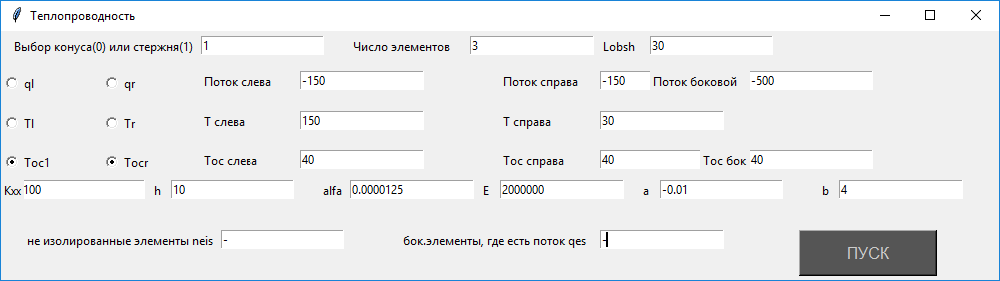 Теплопроводность
Выбор конуса(0) или стержня(1) 1 Число элементов 3 Lobsh 30
ql qr Поток слева -150 Поток справа -150 Поток боковой -500
Tl Tr Т слева 150 Т справа 30
Toc1 Tocr Тос слева 40 Тос справа 40 Тос бок 40
Kxx 100 h 10 alfa 0.0000125 E 2000000 a -0.01 b 4
не изолированные элементы neis - бок.элементы, где есть поток qes -
ПУСК